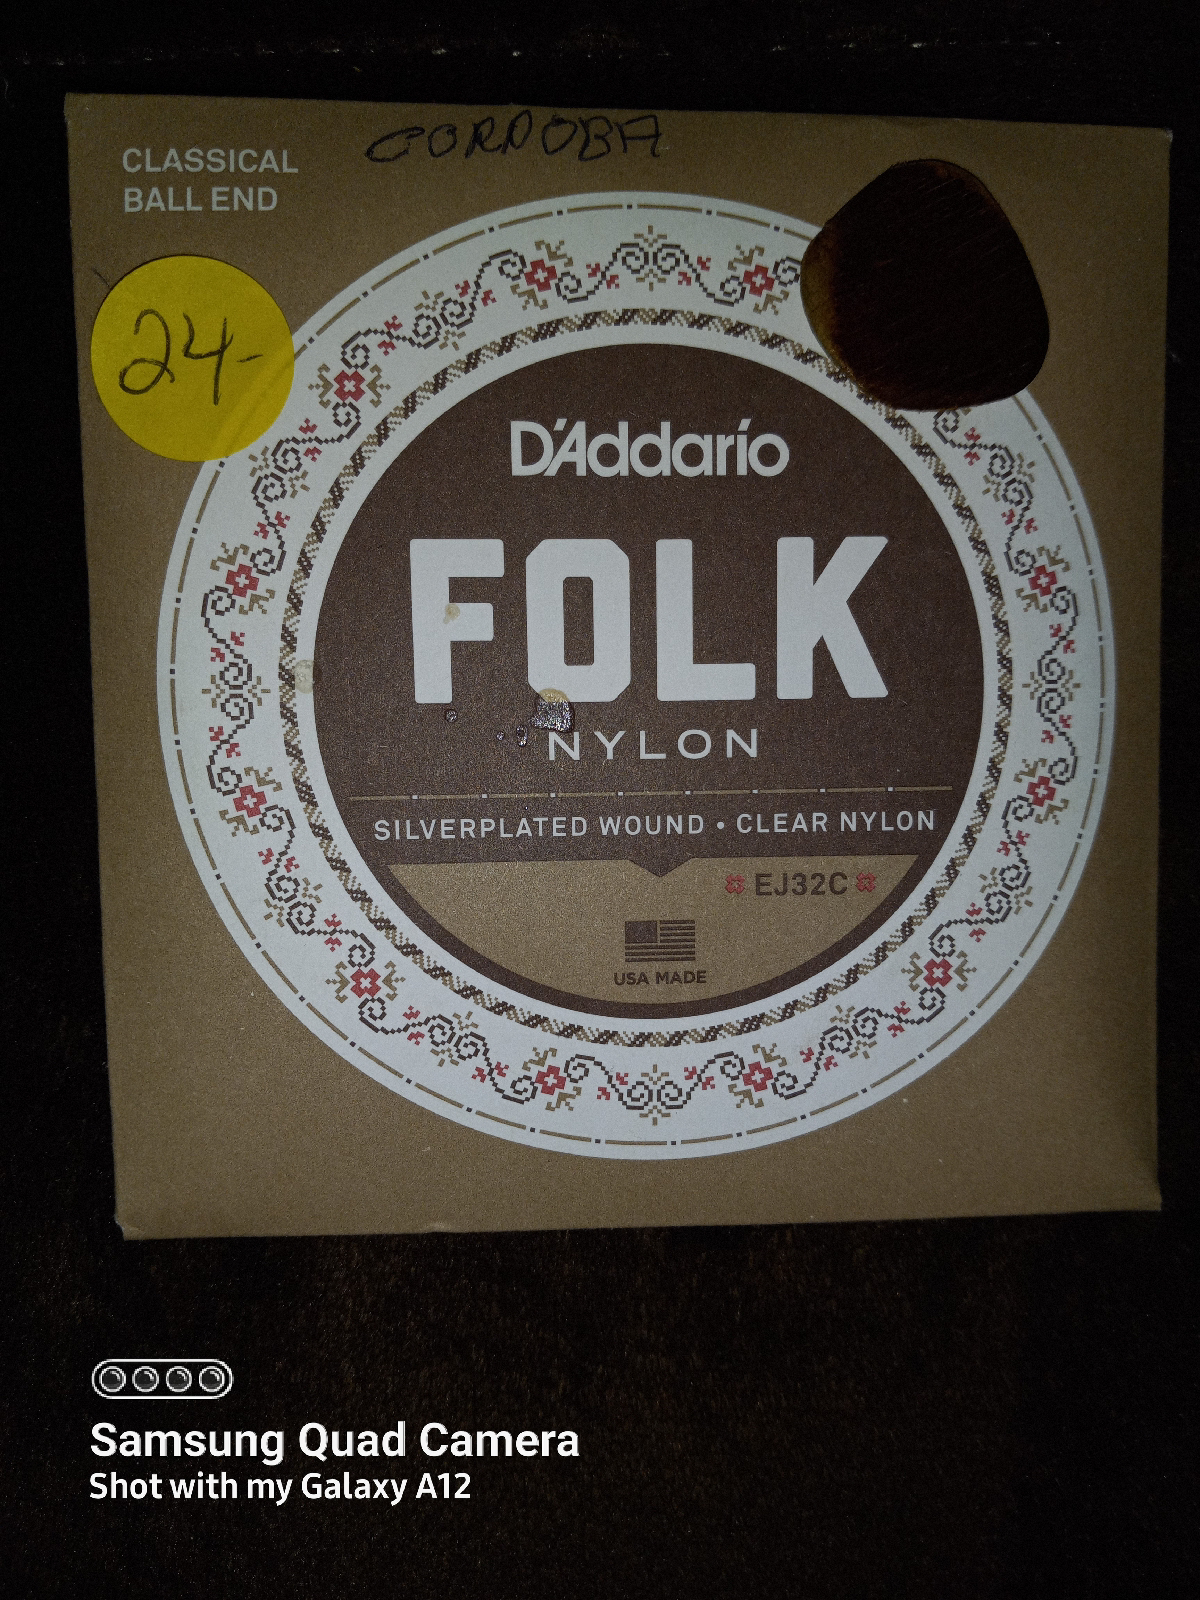 CORDOBA
CLASSICAL
BALL END
24-
D'Addarío
FOLK
NYLON
SILVERPLATED WOUND • CLEAR NYLON
EJ32C
USA MADE
Samsung Quad Camera
Shot with my Galaxy A12